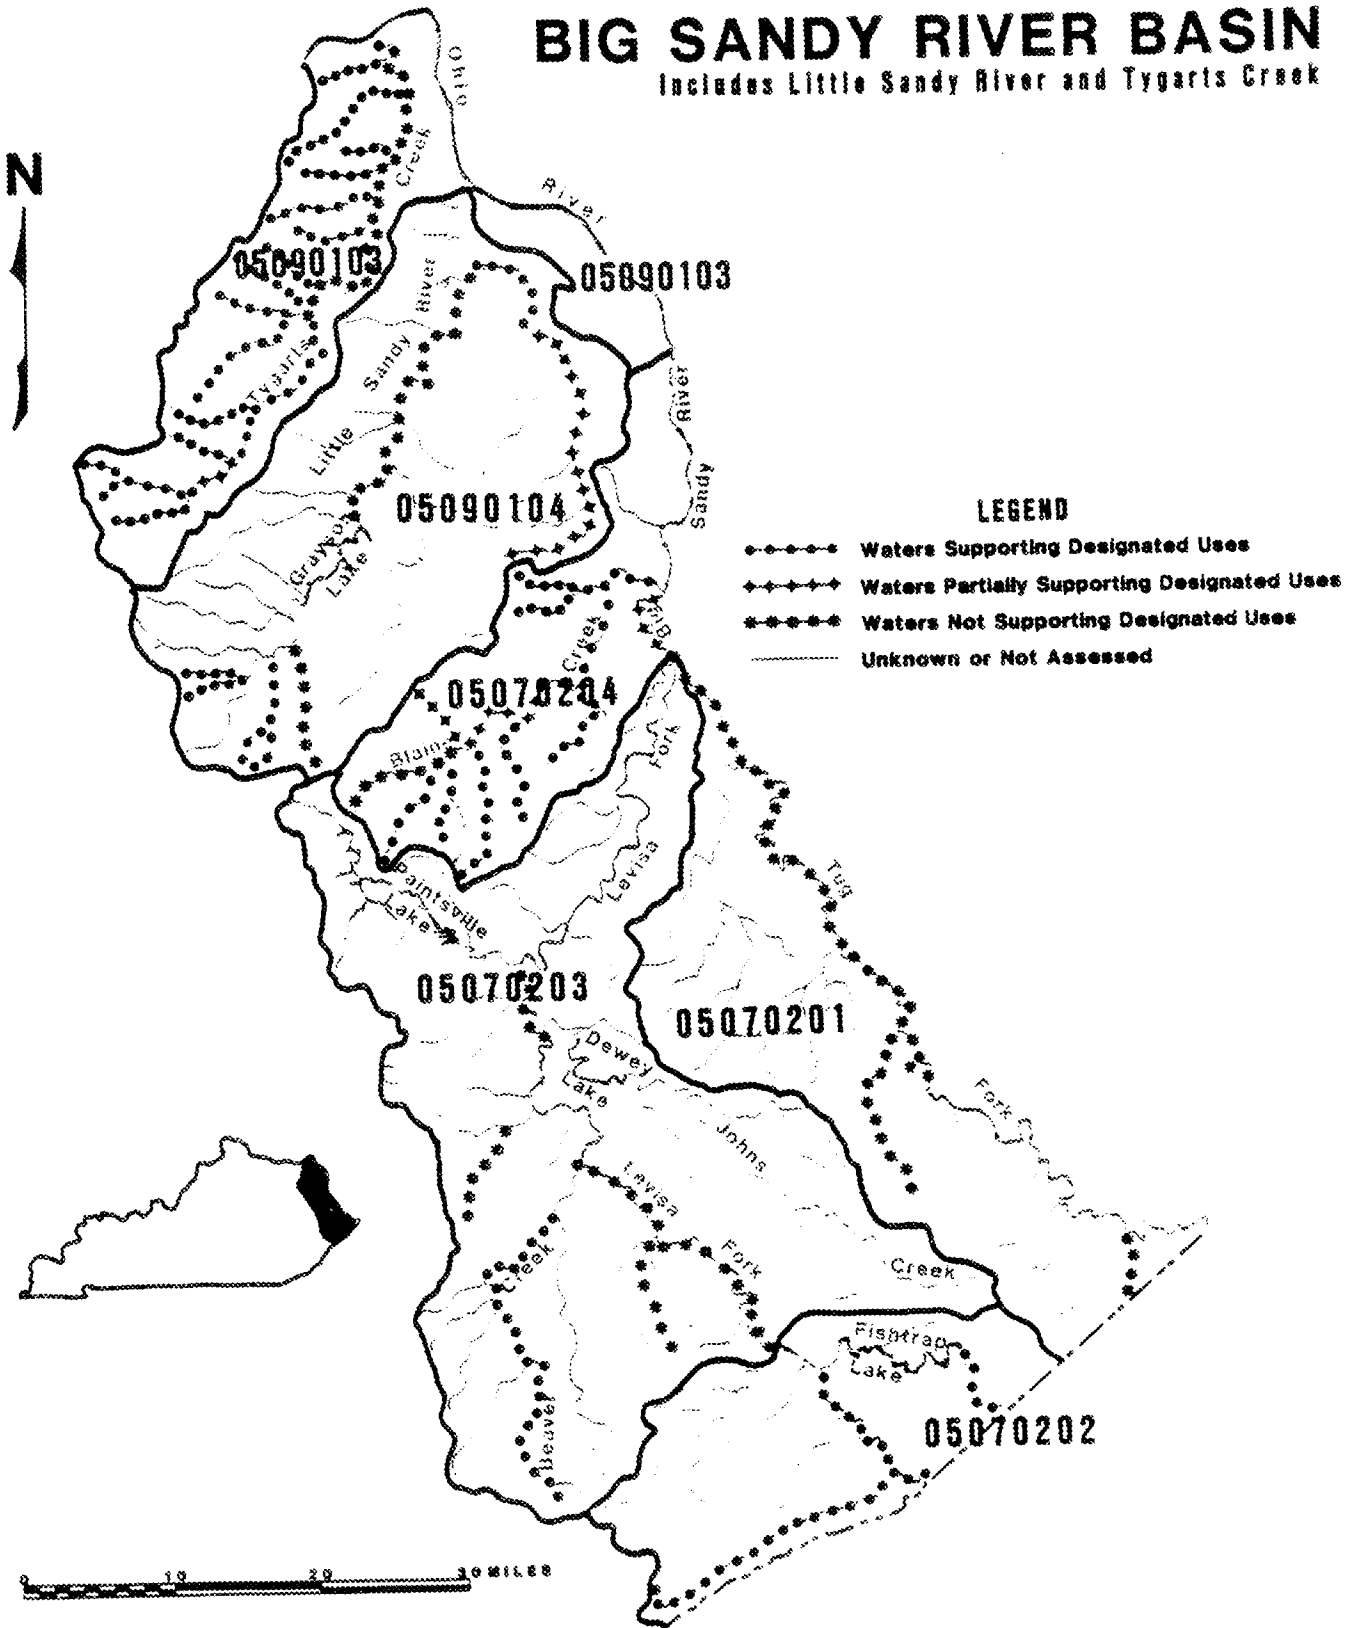 BIG SANDY RIVER BASIN
Includes Little Sandy River and Tygarts Creek
N
Ohio
River
Creek
05090103
05090103
River
Sandy
Little
Tygarts
River
Sandy
Big
05090104
Grayson
Lake
LEGEND
Waters Supporting Designated Uses
Waters Partially Supporting Designated Uses
Waters Not Supporting Designated Uses
Unknown or Not Assessed
Creek
05070204
Blaine
Fork
Levisa
Paintsville
Lake
Tug
05070203
05070201
Dewey
Lake
Fork
Johns
Levisa
Fork
Creek
Creek
Fishtrap
Lake
Beaver
05070202
0 10 20 30 MILES